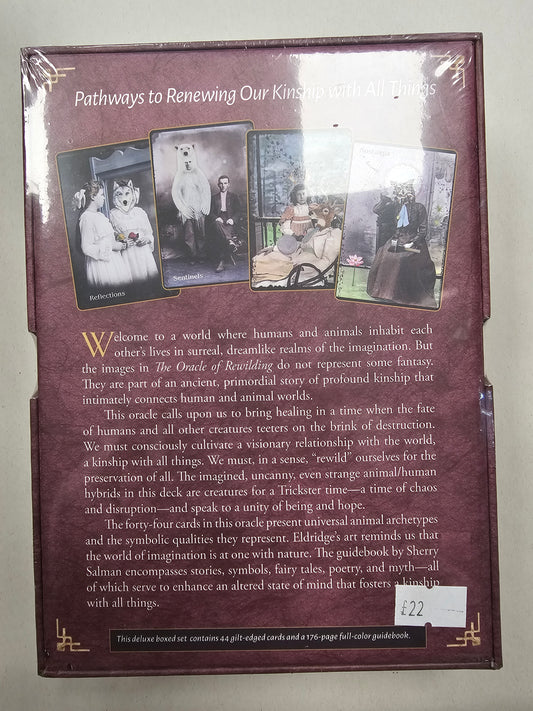 Pathways to Renewing Our Kinship with All Things
Reflections
Sentinels
Welcome to a world where humans and animals inhabit each
other's lives in surreal, dreamlike realms of the imagination. But
the images in The Oracle of Rewilding do not represent some fantasy.
They are part of an ancient, primordial story of profound kinship that
intimately connects human and animal worlds.
This oracle calls upon us to bring healing in a time when the fate
of humans and all other creatures teeters on the brink of destruction.
We must consciously cultivate a visionary relationship with the world,
a kinship with all things. We must, in a sense, "rewild" ourselves for the
preservation of all. The imagined, uncanny, even strange animal/human
hybrids in this deck are creatures for a Trickster time—a time of chaos
and disruption—and speak to a unity of being and hope.
The forty-four cards in this oracle present universal animal archetypes
and the symbolic qualities they represent. Eldridge's art reminds us that
the world of imagination is at one with nature. The guidebook by Sherry
Salman encompasses stories, symbols, fairy tales, poetry, and myth—all
of which serve to enhance an altered state of mind that fosters a kinship
with all things.
£22
This deluxe boxed set contains 44 gilt-edged cards and a 176-page full-color guidebook.